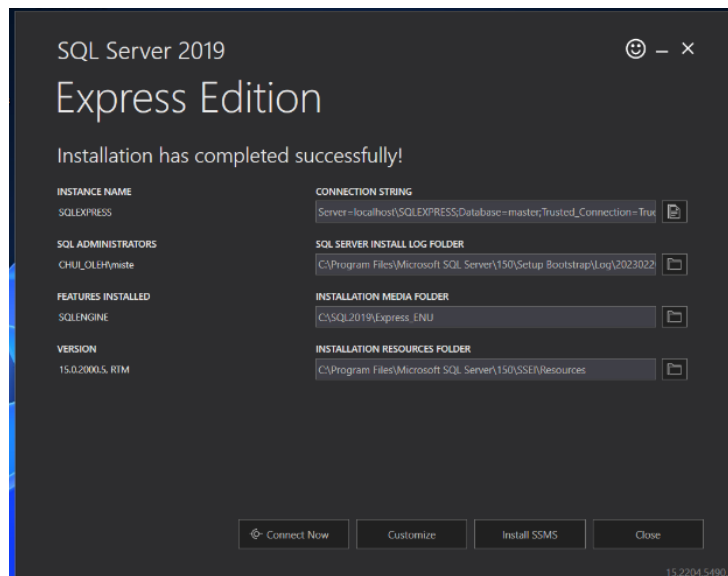 SQL Server 2019
Express Edition
Installation has completed successfully!
INSTANCE NAME
SQLEXPRESS
CONNECTION STRING
Server=localhost\SQLEXPRESS;Database=master;Trusted_Connection=True
SQL ADMINISTRATORS
CHUI_OLEH\miste
SQL SERVER INSTALL LOG FOLDER
C:\Program Files\Microsoft SQL Server\150\Setup Bootstrap\Log\2023022
FEATURES INSTALLED
SQLENGINE
INSTALLATION MEDIA FOLDER
C:\SQL2019\Express_ENU
VERSION
15.0.2000.5, RTM
INSTALLATION RESOURCES FOLDER
C:\Program Files\Microsoft SQL Server\150\SSEI\Resources
Connect Now
Customize
Install SSMS
Close
15.2204.5490